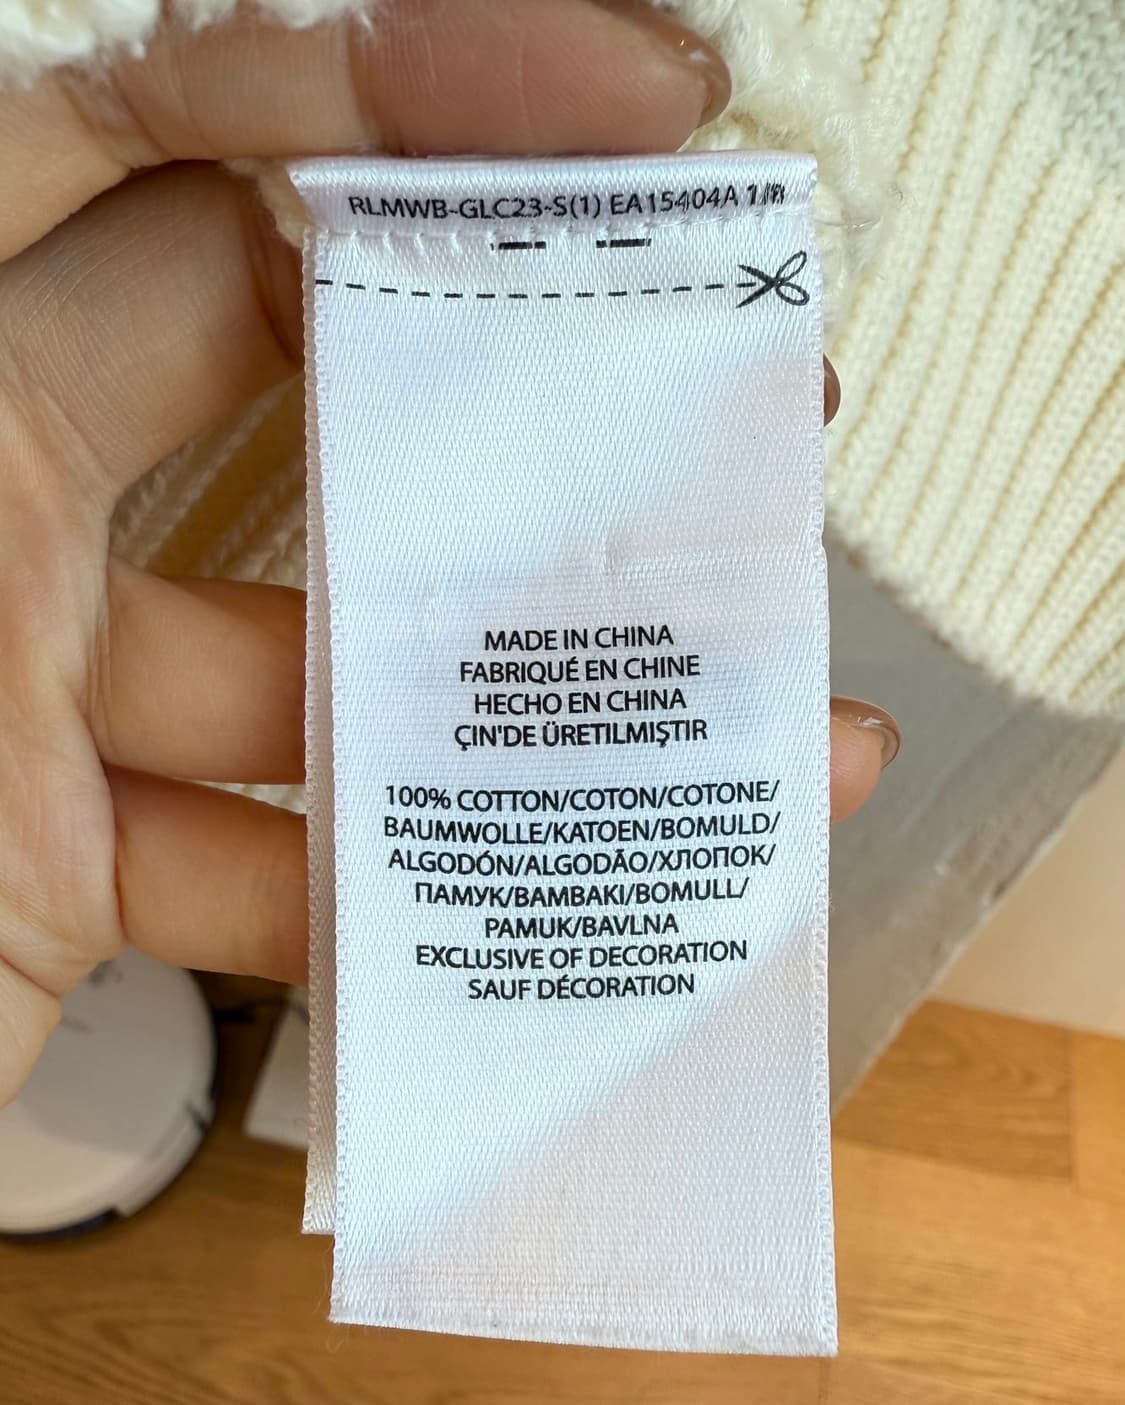 RLMWB-GLC23-S(1) EA15404A
MADE IN CHINA
FABRIQUÉ EN CHINE
HECHO EN CHINA
ÇIN'DE ÜRETILMIŞTIR
100% COTTON/COTON/COTONE/
BAUMWOLLE/KATOEN/BOMULD/
ALGODÓN/ALGODÃO/ХЛОПОК/
ПАМУК/BAMBAKI/BOMULL/
PAMUK/BAVLNA
EXCLUSIVE OF DECORATION
SAUF DÉCORATION